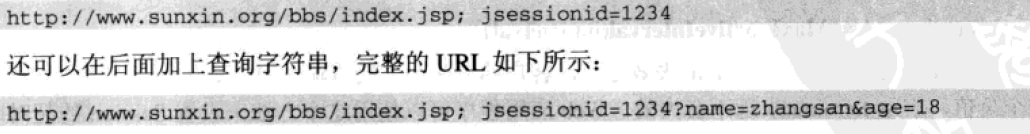 http://www.sunxin.org/bbs/index.jsp; jsessionid=1234
还可以在后面加上查询字符串，完整的 URL 如下所示：
http://www.sunxin.org/bbs/index.jsp; jsessionid=1234?name=zhangsan&age=18